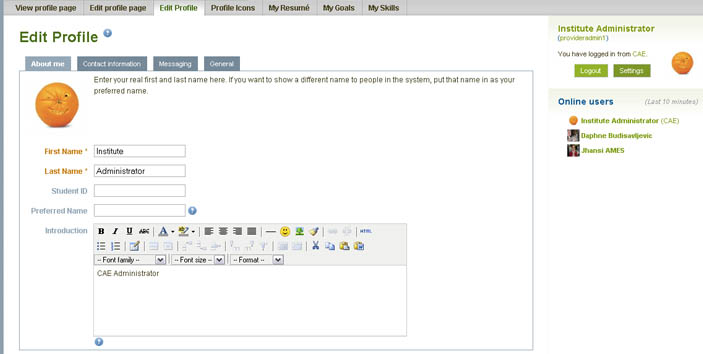 View profile page Edit profile page Edit Profile Profile Icons My Resumé My Goals My Skills
Edit Profile
About me Contact information Messaging General
Enter your real first and last name here. If you want to show a different name to people in the system, put that name in as your
preferred name.
First Name * Institute
Last Name * Administrator
Student ID
Preferred Name
Introduction
B I U ABC A ab HTML
-- Font family -- -- Font size -- -- Format --
CAE Administrator
Institute Administrator
(provideradmin1)
You have logged in from CAE.
Logout Settings
Online users (Last 10 minutes)
Institute Administrator (CAE)
Daphne Budisavljevic
Jhansi AMES